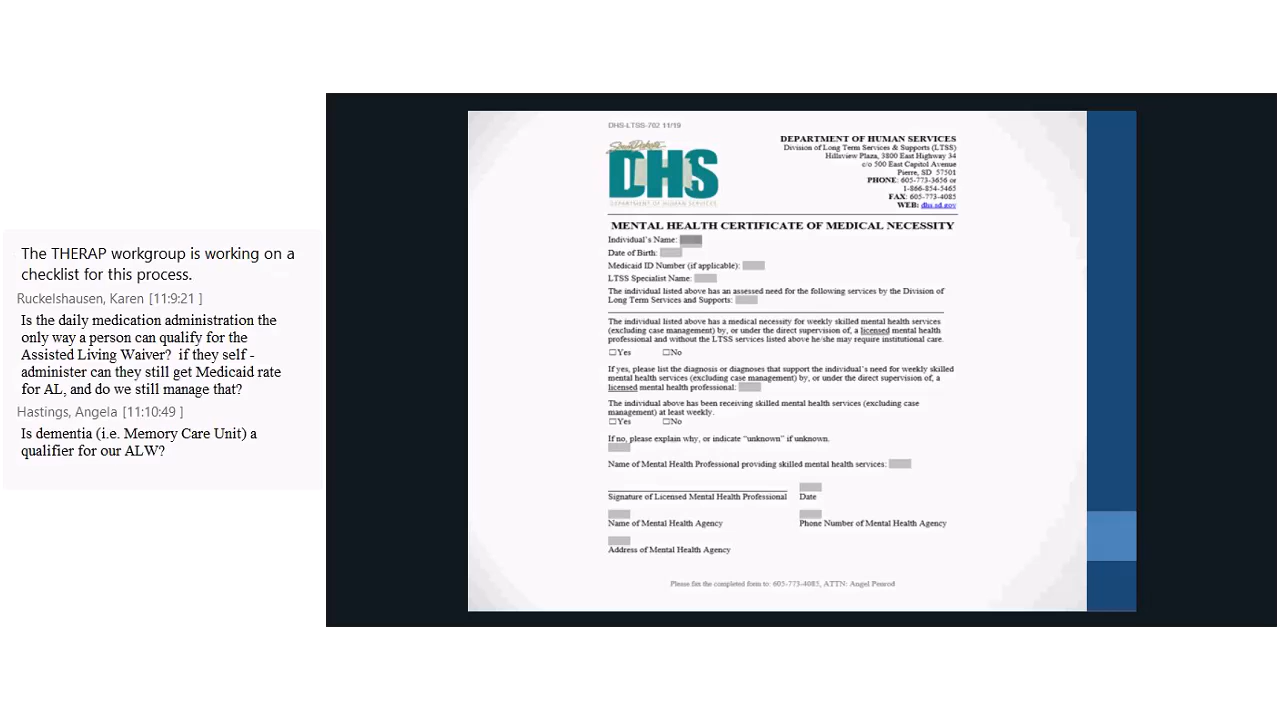 The THERAP workgroup is working on a
checklist for this process.
Ruckelshausen, Karen [11:9:21 ]
Is the daily medication administration the
only way a person can qualify for the
Assisted Living Waiver?  if they self -
administer can they still get Medicaid rate
for AL, and do we still manage that?
Hastings, Angela [11:10:49 ]
Is dementia (i.e. Memory Care Unit) a
qualifier for our ALW?
DHS-LTSS-702 11/19
South Dakota
DHS
DEPARTMENT OF HUMAN SERVICES
DEPARTMENT OF HUMAN SERVICES
Division of Long Term Services & Supports (LTSS)
Hillsview Plaza, 3800 East Highway 34
c/o 500 East Capitol Avenue
Pierre, SD  57501
PHONE: 605-773-3656 or
1-866-854-5465
FAX: 605-773-4085
WEB: dhs.sd.gov
MENTAL HEALTH CERTIFICATE OF MEDICAL NECESSITY
Individual's Name:
Date of Birth:
Medicaid ID Number (if applicable):
LTSS Specialist Name:
The individual listed above has an assessed need for the following services by the Division of
Long Term Services and Supports:
The individual listed above has a medical necessity for weekly skilled mental health services
(excluding case management) by, or under the direct supervision of, a licensed mental health
professional and without the LTSS services listed above he/she may require institutional care.
☐Yes ☐No
If yes, please list the diagnosis or diagnoses that support the individual's need for weekly skilled
mental health services (excluding case management) by, or under the direct supervision of, a
licensed mental health professional:
The individual above has been receiving skilled mental health services (excluding case
management) at least weekly.
☐Yes ☐No
If no, please explain why, or indicate “unknown” if unknown.
Name of Mental Health Professional providing skilled mental health services:
Signature of Licensed Mental Health Professional Date
Name of Mental Health Agency Phone Number of Mental Health Agency
Address of Mental Health Agency
Please fax the completed form to: 605-773-4085, ATTN: Angel Penrod